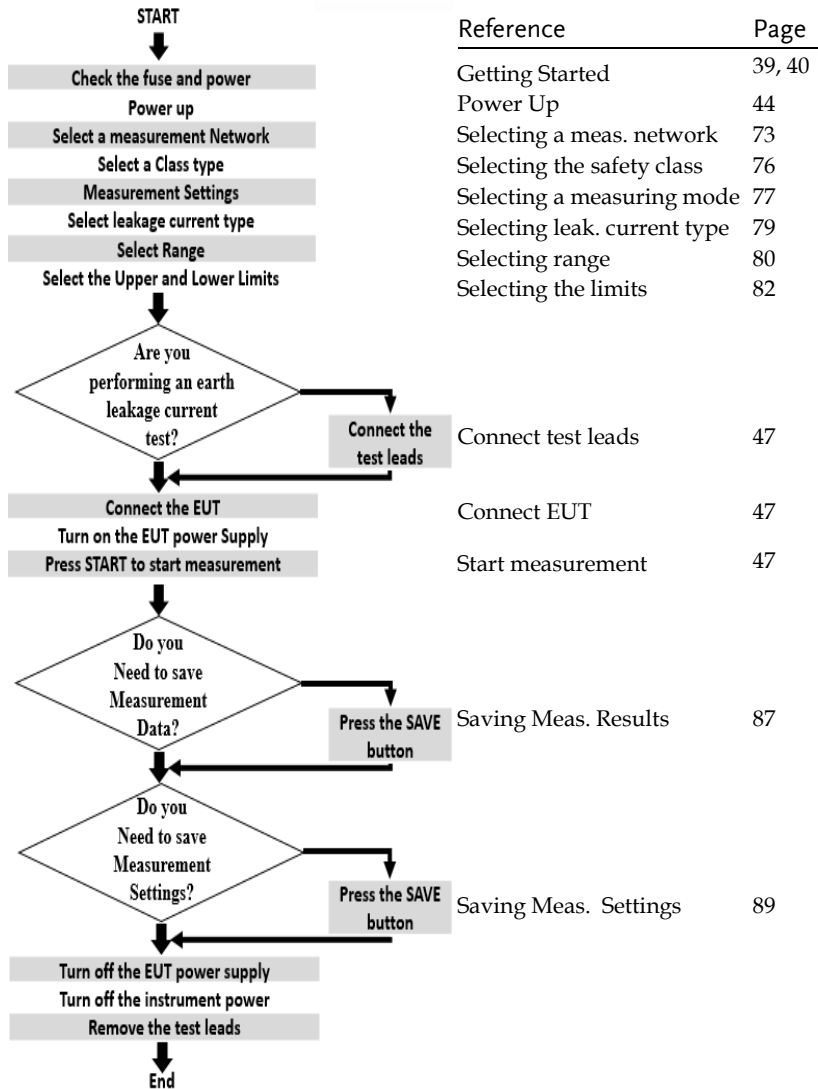 START
Reference Page
Check the fuse and power
Getting Started 39, 40
Power up
Power Up 44
Select a measurement Network
Selecting a meas. network 73
Select a Class type
Selecting the safety class 76
Measurement Settings
Selecting a measuring mode 77
Select leakage current type
Selecting leak. current type 79
Select Range
Selecting range 80
Select the Upper and Lower Limits
Selecting the limits 82
Are you
performing an earth
leakage current
test?
Connect the
test leads
Connect test leads 47
Connect the EUT
Connect EUT 47
Turn on the EUT power Supply
Press START to start measurement
Start measurement 47
Do you
Need to save
Measurement
Data?
Press the SAVE
button
Saving Meas. Results 87
Do you
Need to save
Measurement
Settings?
Press the SAVE
button
Saving Meas. Settings 89
Turn off the EUT power supply
Turn off the instrument power
Remove the test leads
End